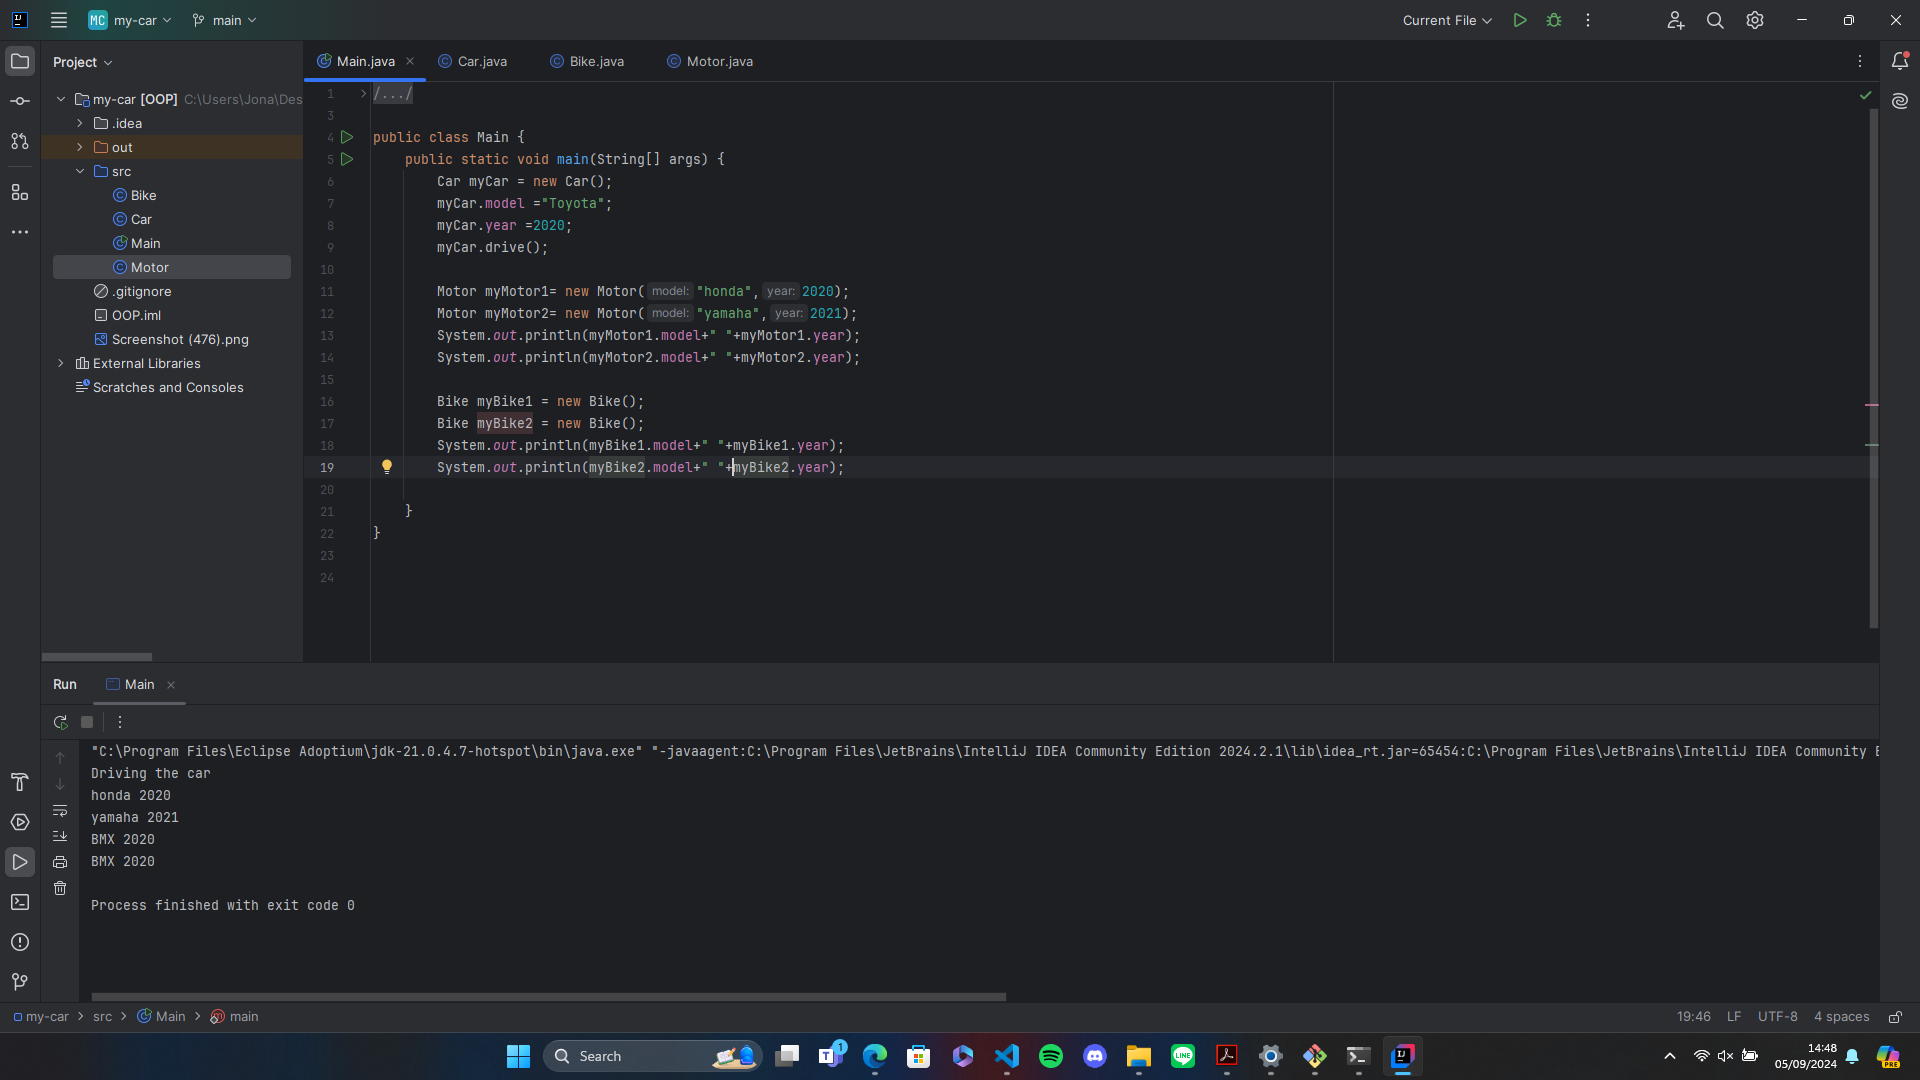 MC my-car main Current File
Project
Main.java Car.java Bike.java Motor.java
my-car [OOP] C:\Users\Jona\Des
.idea
out
src
Bike
Car
Main
Motor
.gitignore
OOP.iml
Screenshot (476).png
External Libraries
Scratches and Consoles
1 /.../
3
4 public class Main {
5 public static void main(String[] args) {
6 Car myCar = new Car();
7 myCar.model ="Toyota";
8 myCar.year =2020;
9 myCar.drive();
10
11 Motor myMotor1= new Motor( model: "honda", year: 2020);
12 Motor myMotor2= new Motor( model: "yamaha", year: 2021);
13 System.out.println(myMotor1.model+" "+myMotor1.year);
14 System.out.println(myMotor2.model+" "+myMotor2.year);
15
16 Bike myBike1 = new Bike();
17 Bike myBike2 = new Bike();
18 System.out.println(myBike1.model+" "+myBike1.year);
19 System.out.println(myBike2.model+" "+myBike2.year);
20
21 }
22 }
23
24
Run Main
"C:\Program Files\Eclipse Adoptium\jdk-21.0.4.7-hotspot\bin\java.exe" "-javaagent:C:\Program Files\JetBrains\IntelliJ IDEA Community Edition 2024.2.1\lib\idea_rt.jar=65454:C:\Program Files\JetBrains\IntelliJ IDEA Community E
Driving the car
honda 2020
yamaha 2021
BMX 2020
BMX 2020
Process finished with exit code 0
my-car > src > Main > main 19:46 LF UTF-8 4 spaces
Search 1 LINE 14:48
05/09/2024